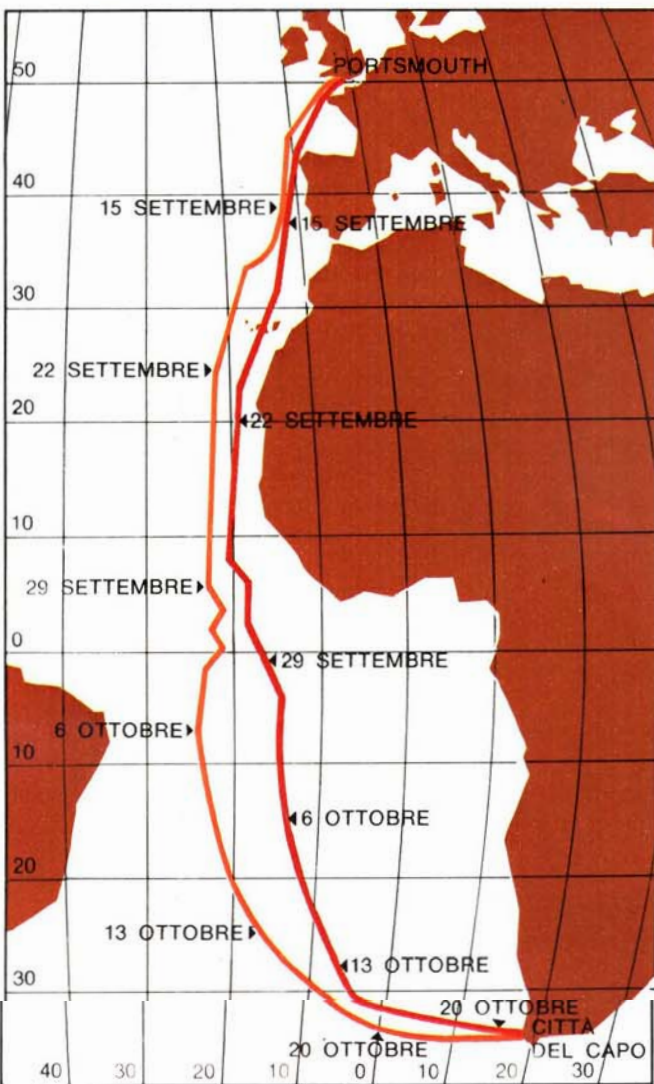 50
PORTSMOUTH
40
15 SETTEMBRE
15 SETTEMBRE
30
22 SETTEMBRE
22 SETTEMBRE
20
10
29 SETTEMBRE
0
29 SETTEMBRE
6 OTTOBRE
10
6 OTTOBRE
20
13 OTTOBRE
13 OTTOBRE
30
20 OTTOBRE
CITTÀ
20 OTTOBRE
DEL CAPO
40 30 20 10 0 10 20 30